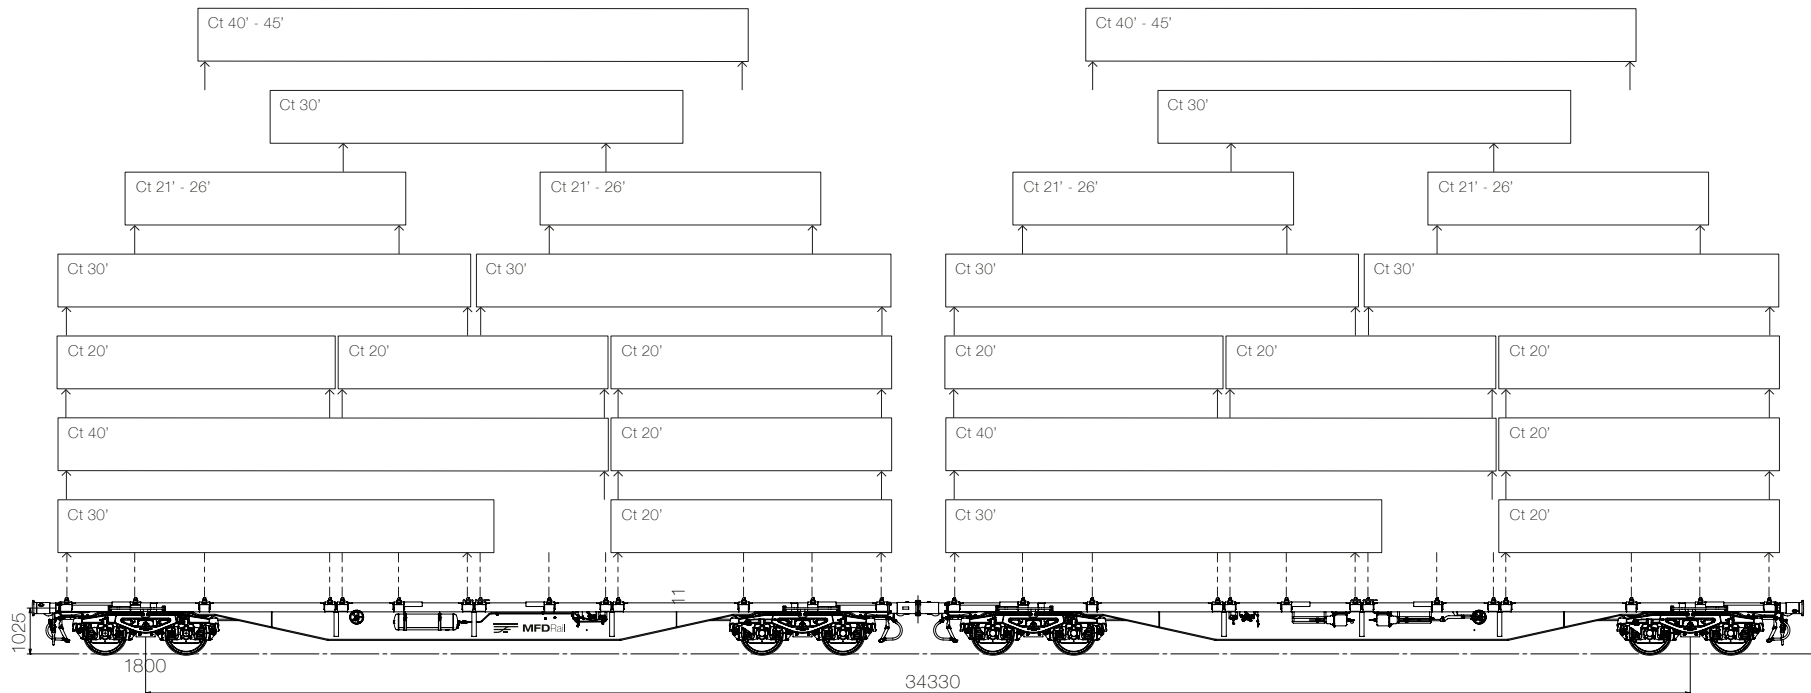 Ct 40' - 45' Ct 40' - 45'
Ct 30' Ct 30'
Ct 21' - 26' Ct 21' - 26' Ct 21' - 26' Ct 21' - 26'
Ct 30' Ct 30' Ct 30' Ct 30'
Ct 20' Ct 20' Ct 20' Ct 20' Ct 20' Ct 20'
Ct 40' Ct 20' Ct 40' Ct 20'
Ct 30' Ct 20' Ct 30' Ct 20'
11
1025
MFDRail
1800
34330